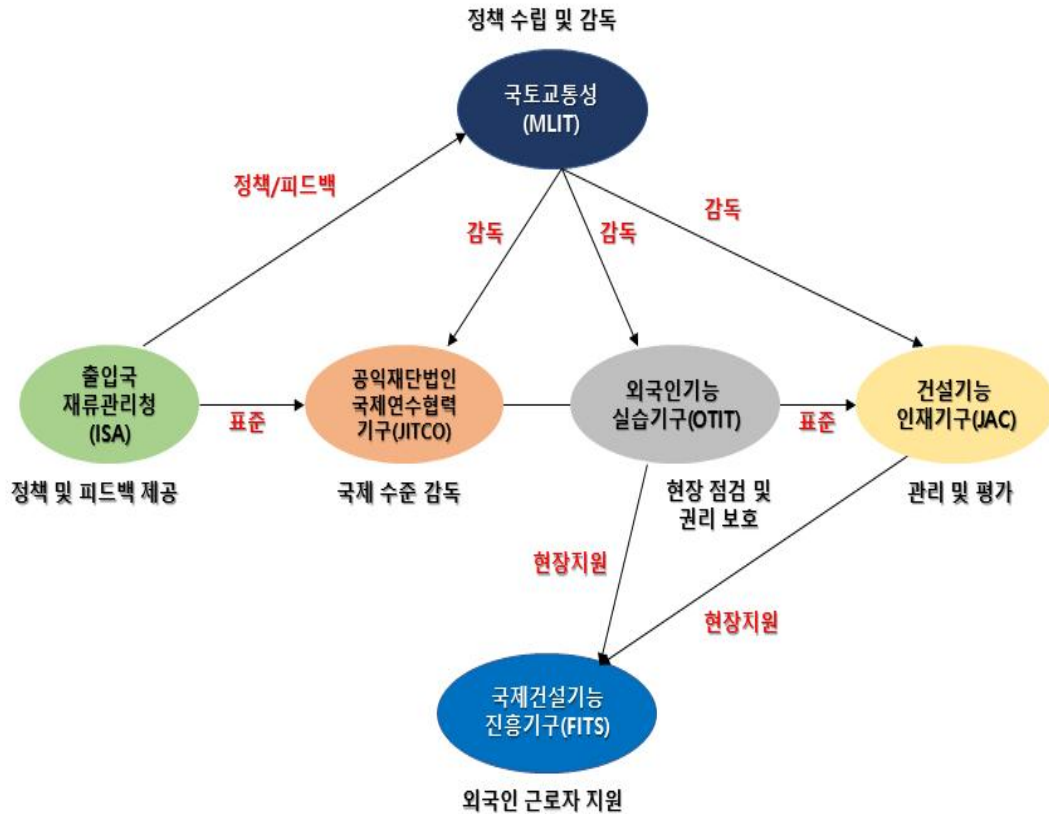 정책 수립 및 감독
국토교통성
(MLIT)
정책/피드백
감독
감독
감독
출입국
재류관리청
(ISA)
표준
공익재단법인
국제연수협력
기구(JITCO)
외국인기능
실습기구(OTIT)
표준
건설기능
인재기구(JAC)
정책 및 피드백 제공
국제 수준 감독
현장 점검 및
권리 보호
관리 및 평가
현장지원
현장지원
국제건설기능
진흥기구(FITS)
외국인 근로자 지원